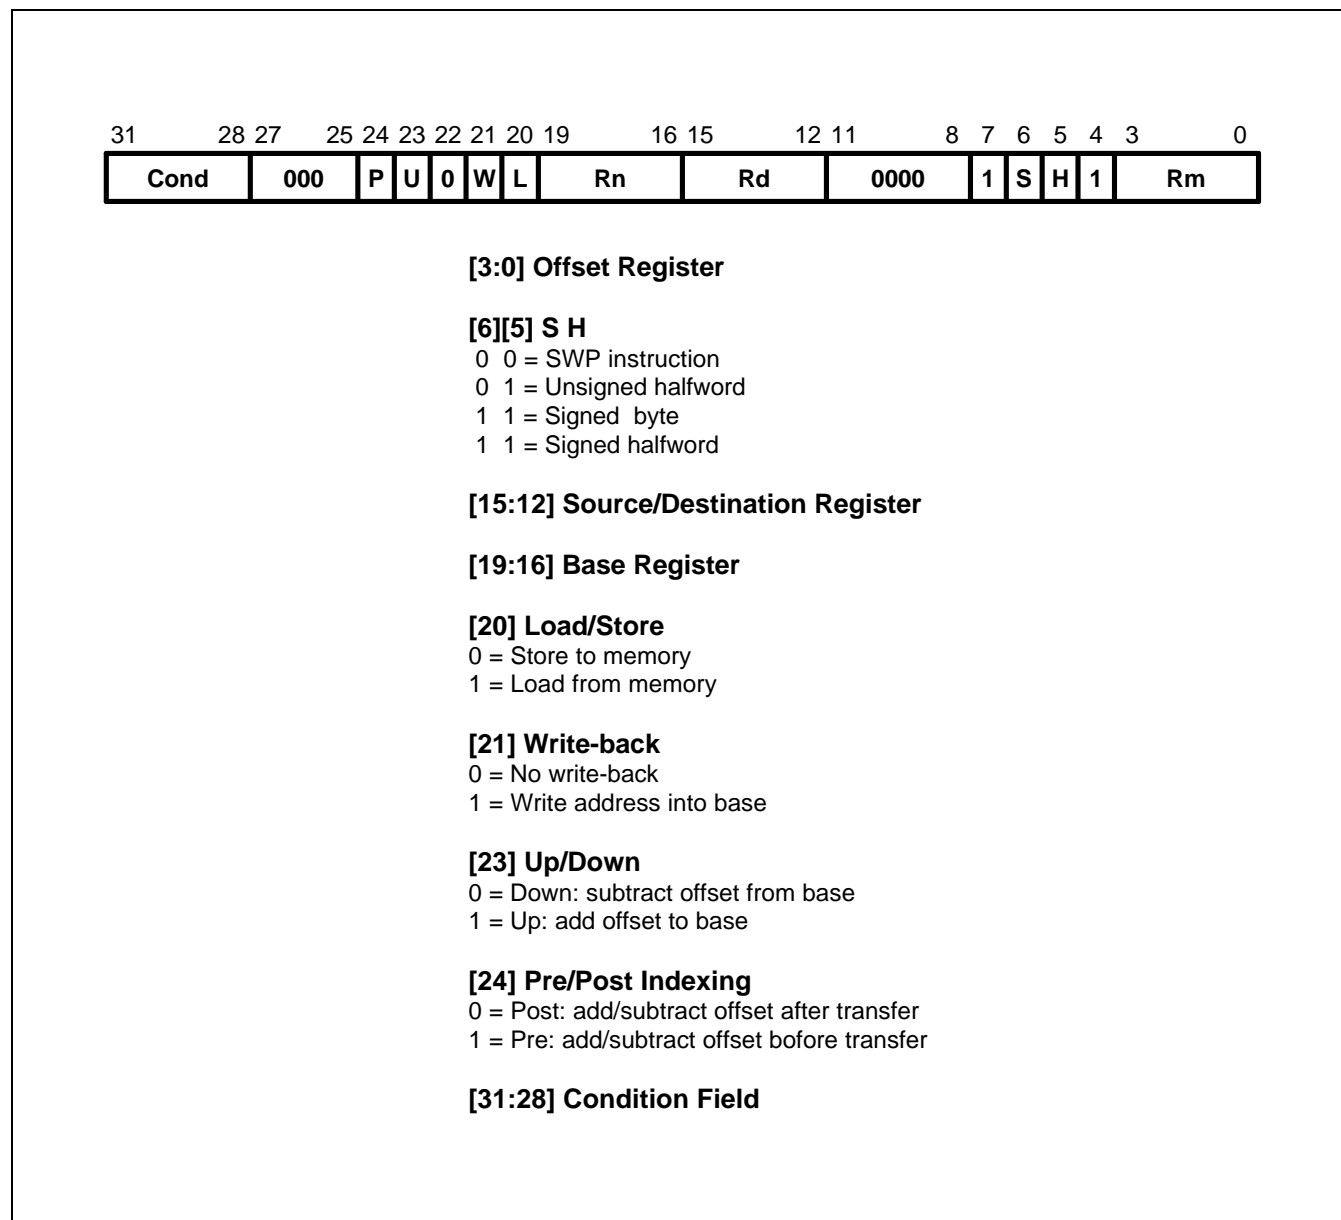 31 28 27 25 24 23 22 21 20 19 16 15 12 11 8 7 6 5 4 3 0
Cond 000 P U 0 W L Rn Rd 0000 1 S H 1 Rm
[3:0] Offset Register
[6][5] S H
0 0 = SWP instruction
0 1 = Unsigned halfword
1 1 = Signed byte
1 1 = Signed halfword
[15:12] Source/Destination Register
[19:16] Base Register
[20] Load/Store
0 = Store to memory
1 = Load from memory
[21] Write-back
0 = No write-back
1 = Write address into base
[23] Up/Down
0 = Down: subtract offset from base
1 = Up: add offset to base
[24] Pre/Post Indexing
0 = Post: add/subtract offset after transfer
1 = Pre: add/subtract offset bofore transfer
[31:28] Condition Field